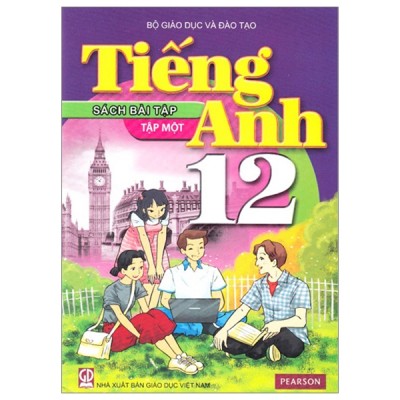 BỘ GIÁO DỤC VÀ ĐÀO TẠO
Tiếng
SÁCH BÀI TẬP
TẬP MỘT
Anh
12
NHÀ XUẤT BẢN GIÁO DỤC VIỆT NAM
PEARSON